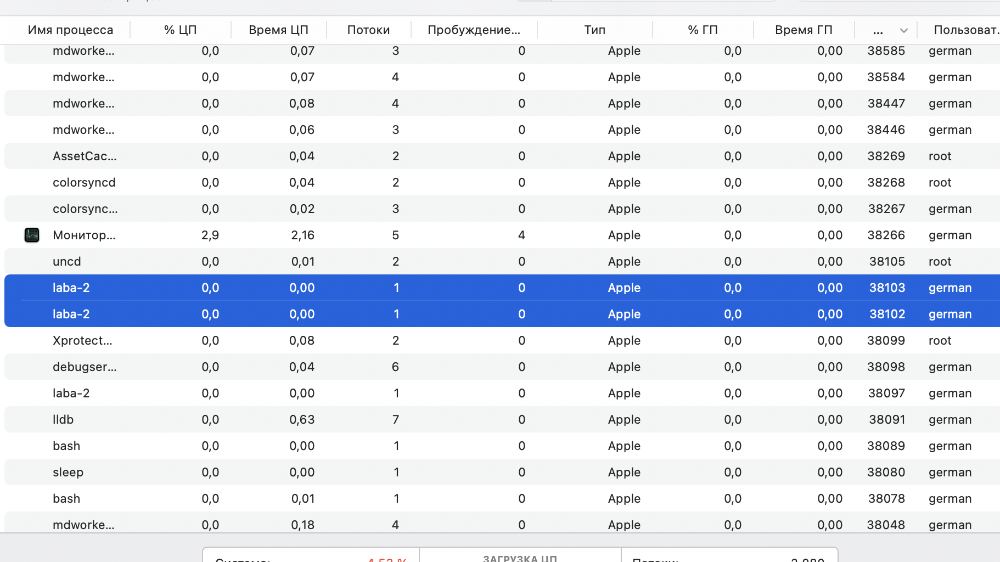 Имя процесса % ЦП Время ЦП Потоки Пробуждение... Тип % ГП Время ГП ... Пользоват...
mdworke... 0,0 0,07 3 0 Apple 0,0 0,00 38585 german
mdworke... 0,0 0,07 4 0 Apple 0,0 0,00 38584 german
mdworke... 0,0 0,08 4 0 Apple 0,0 0,00 38447 german
mdworke... 0,0 0,06 3 0 Apple 0,0 0,00 38446 german
AssetCac... 0,0 0,04 2 0 Apple 0,0 0,00 38269 root
colorsyncd 0,0 0,04 2 0 Apple 0,0 0,00 38268 root
colorsync... 0,0 0,02 3 0 Apple 0,0 0,00 38267 german
Монитор... 2,9 2,16 5 4 Apple 0,0 0,00 38266 german
uncd 0,0 0,01 2 0 Apple 0,0 0,00 38105 root
laba-2 0,0 0,00 1 0 Apple 0,0 0,00 38103 german
laba-2 0,0 0,00 1 0 Apple 0,0 0,00 38102 german
Xprotect... 0,0 0,08 2 0 Apple 0,0 0,00 38099 root
debugser... 0,0 0,04 6 0 Apple 0,0 0,00 38098 german
laba-2 0,0 0,00 1 0 Apple 0,0 0,00 38097 german
lldb 0,0 0,63 7 0 Apple 0,0 0,00 38091 german
bash 0,0 0,00 1 0 Apple 0,0 0,00 38089 german
sleep 0,0 0,00 1 0 Apple 0,0 0,00 38080 german
bash 0,0 0,01 1 0 Apple 0,0 0,00 38078 german
mdworke... 0,0 0,18 4 0 Apple 0,0 0,00 38048 german
Система: 4,53 % ЗАГРУЗКА ЦП Потоки: